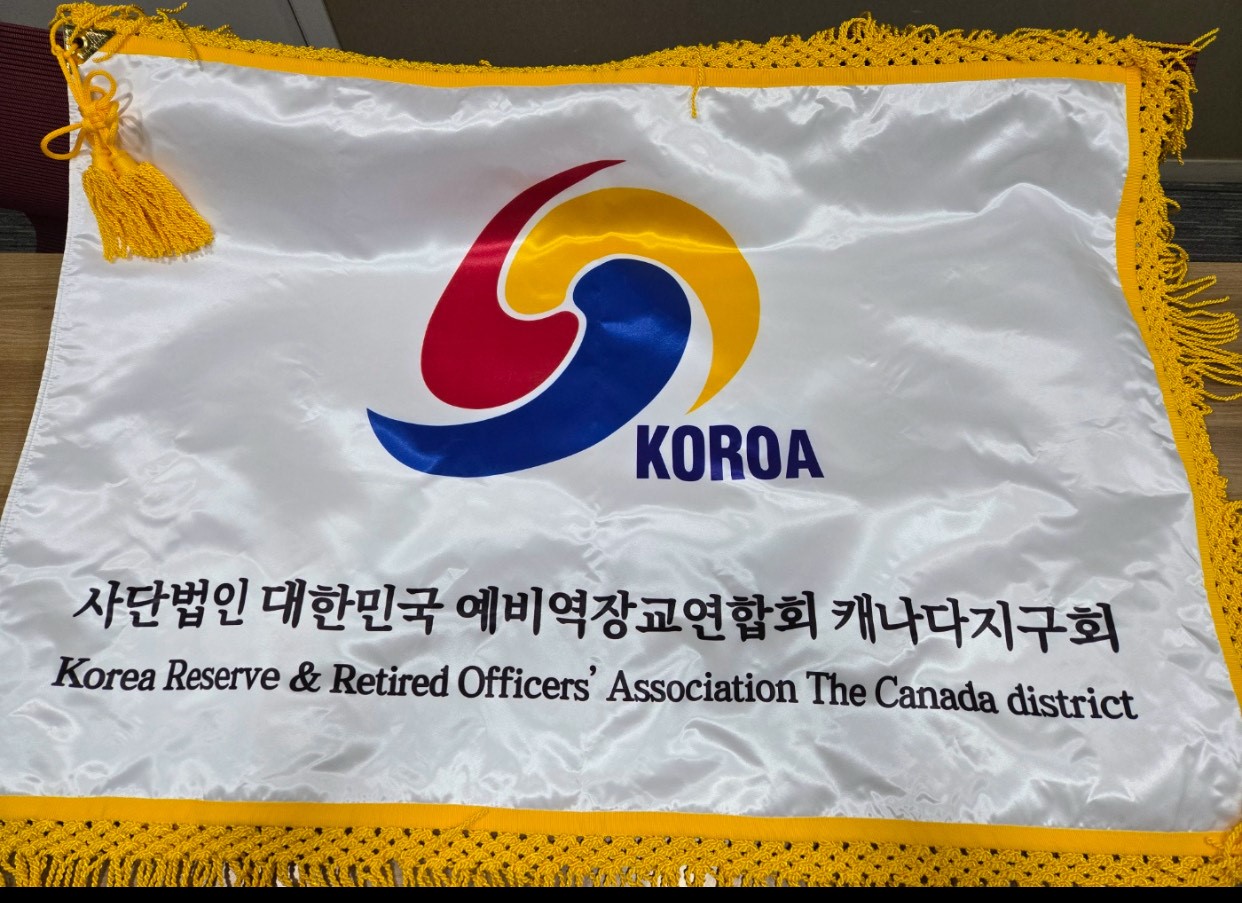 KOROA
사단법인 대한민국 예비역장교연합회 캐나다지구회
Korea Reserve & Retired Officers’ Association The Canada district